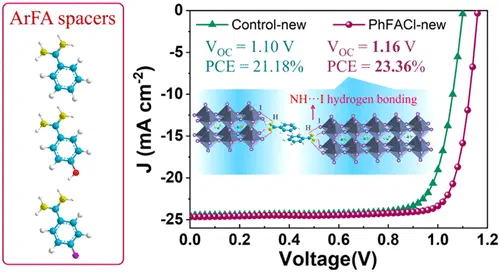 ArFA spacers
Control-new
PhFACl-new
V_OC = 1.10 V
PCE = 21.18%
V_OC = 1.16 V
PCE = 23.36%
NH···I hydrogen bonding
I
H
H
I
J (mA cm⁻²)
0
-5
-10
-15
-20
-25
0.0
0.2
0.4
0.6
0.8
1.0
1.2
Voltage(V)